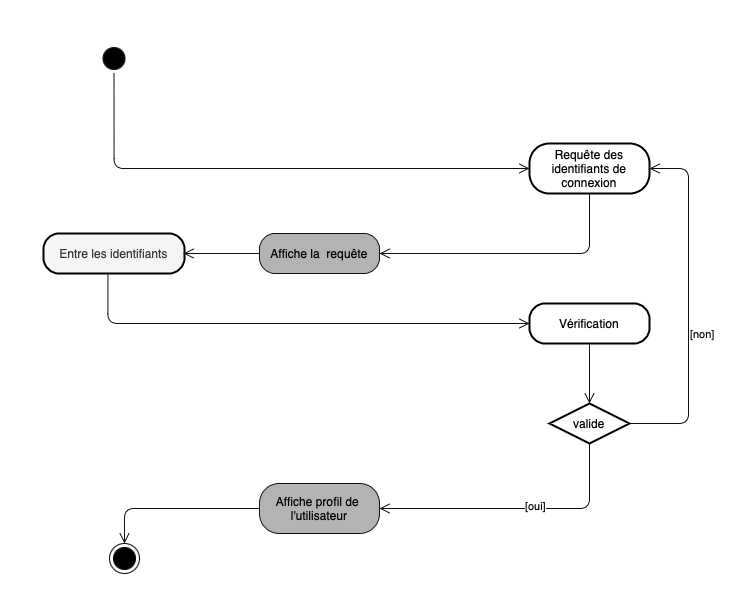 Requête des
identifiants de
connexion
Entre les identifiants
Affiche la requête
Vérification
[non]
valide
Affiche profil de
l'utilisateur
[oui]